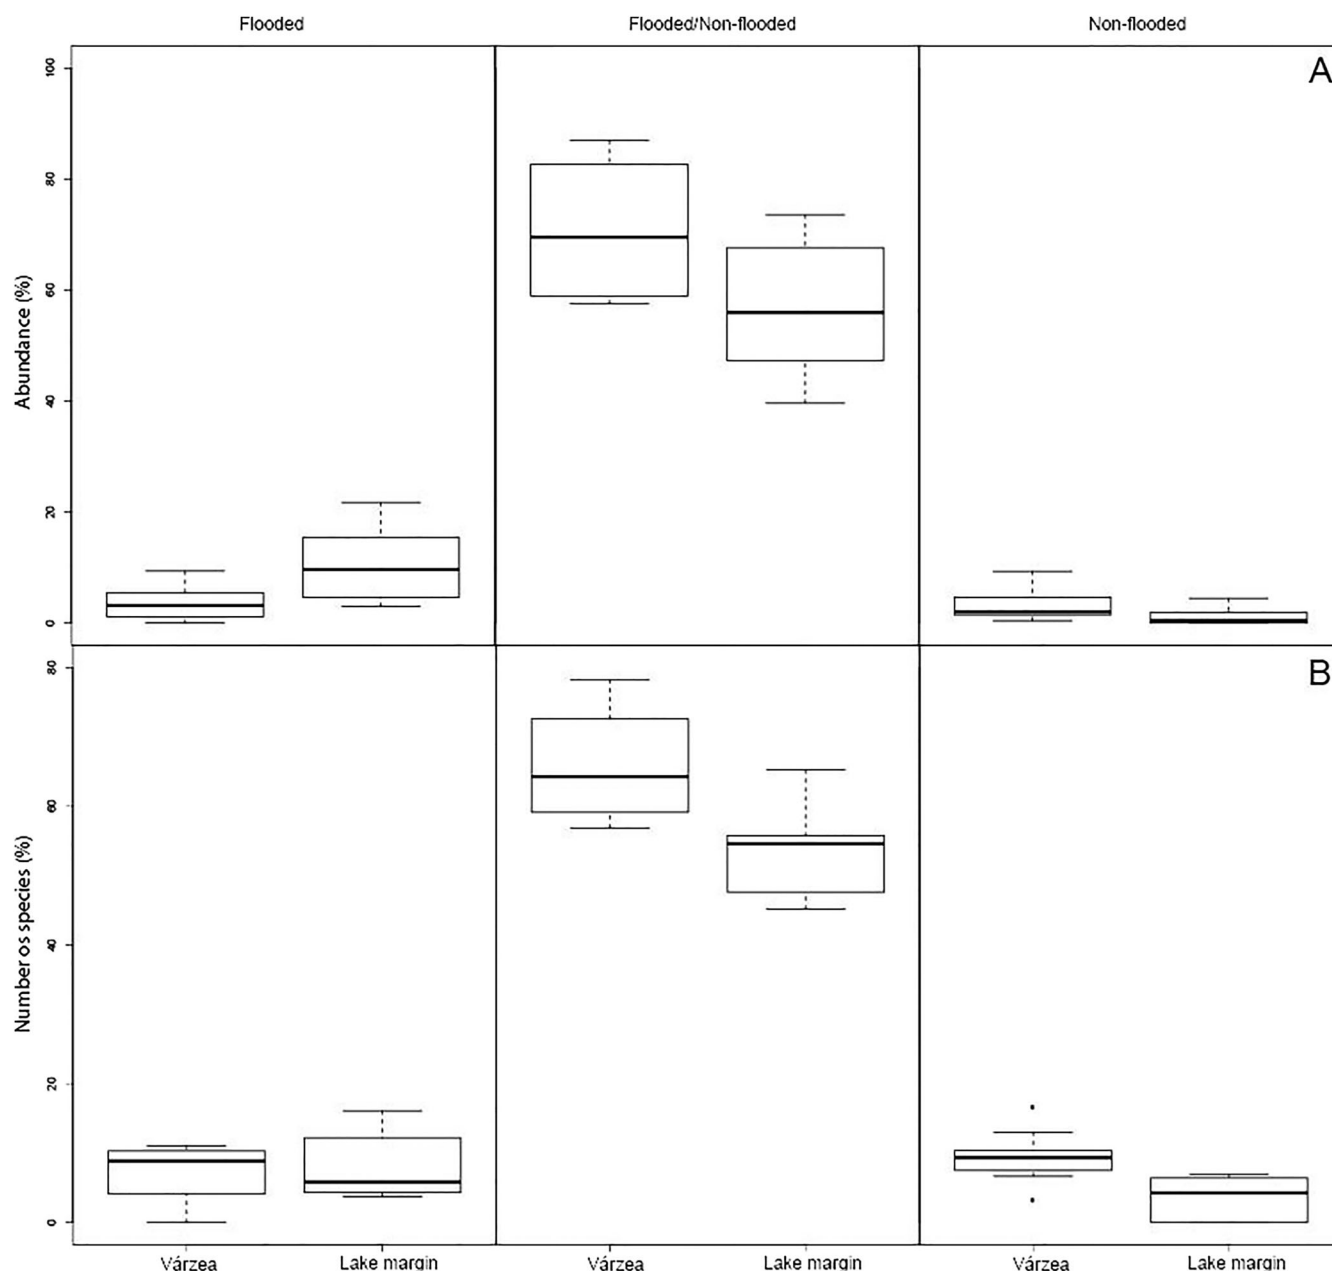 Flooded Flooded/Non-flooded Non-flooded
A
100
80
60
40
20
0
Abundance (%)
B
80
60
40
20
0
Number os species (%)
Várzea Lake margin Várzea Lake margin Várzea Lake margin